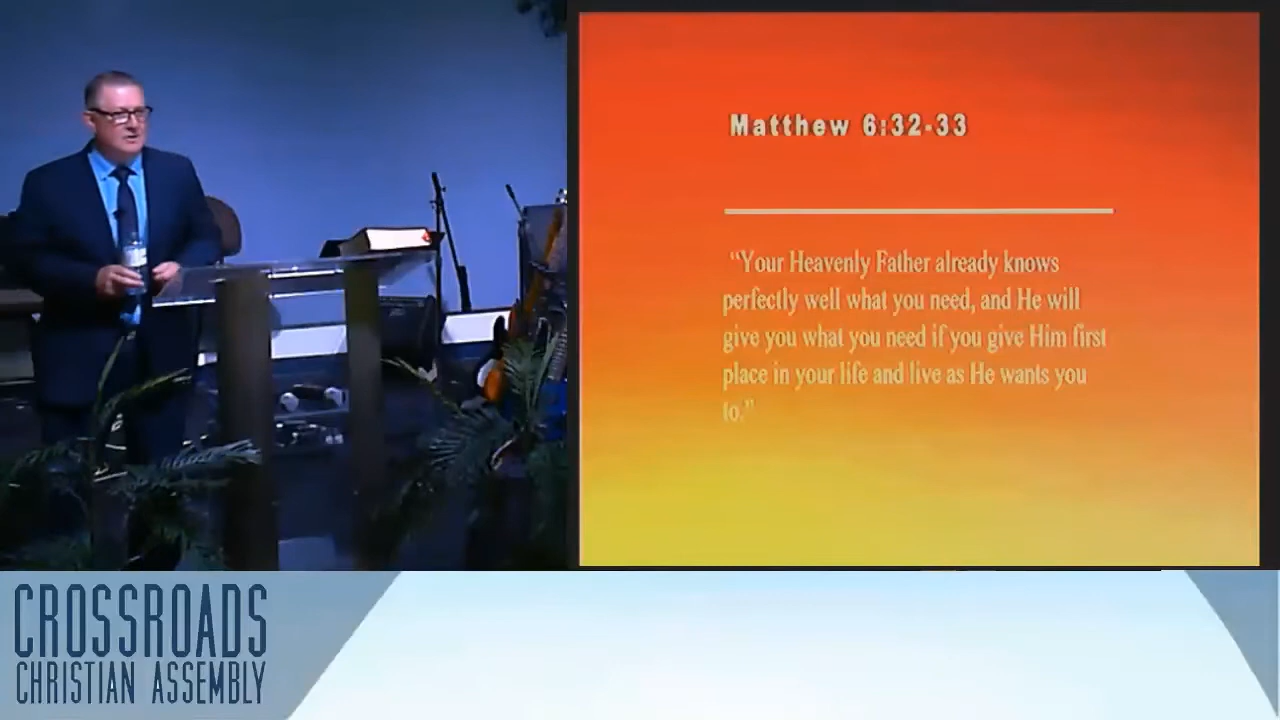 Matthew 6:32-33
“Your Heavenly Father already knows
perfectly well what you need, and He will
give you what you need if you give Him first
place in your life and live as He wants you
to.”
CROSSROADS
CHRISTIAN ASSEMBLY